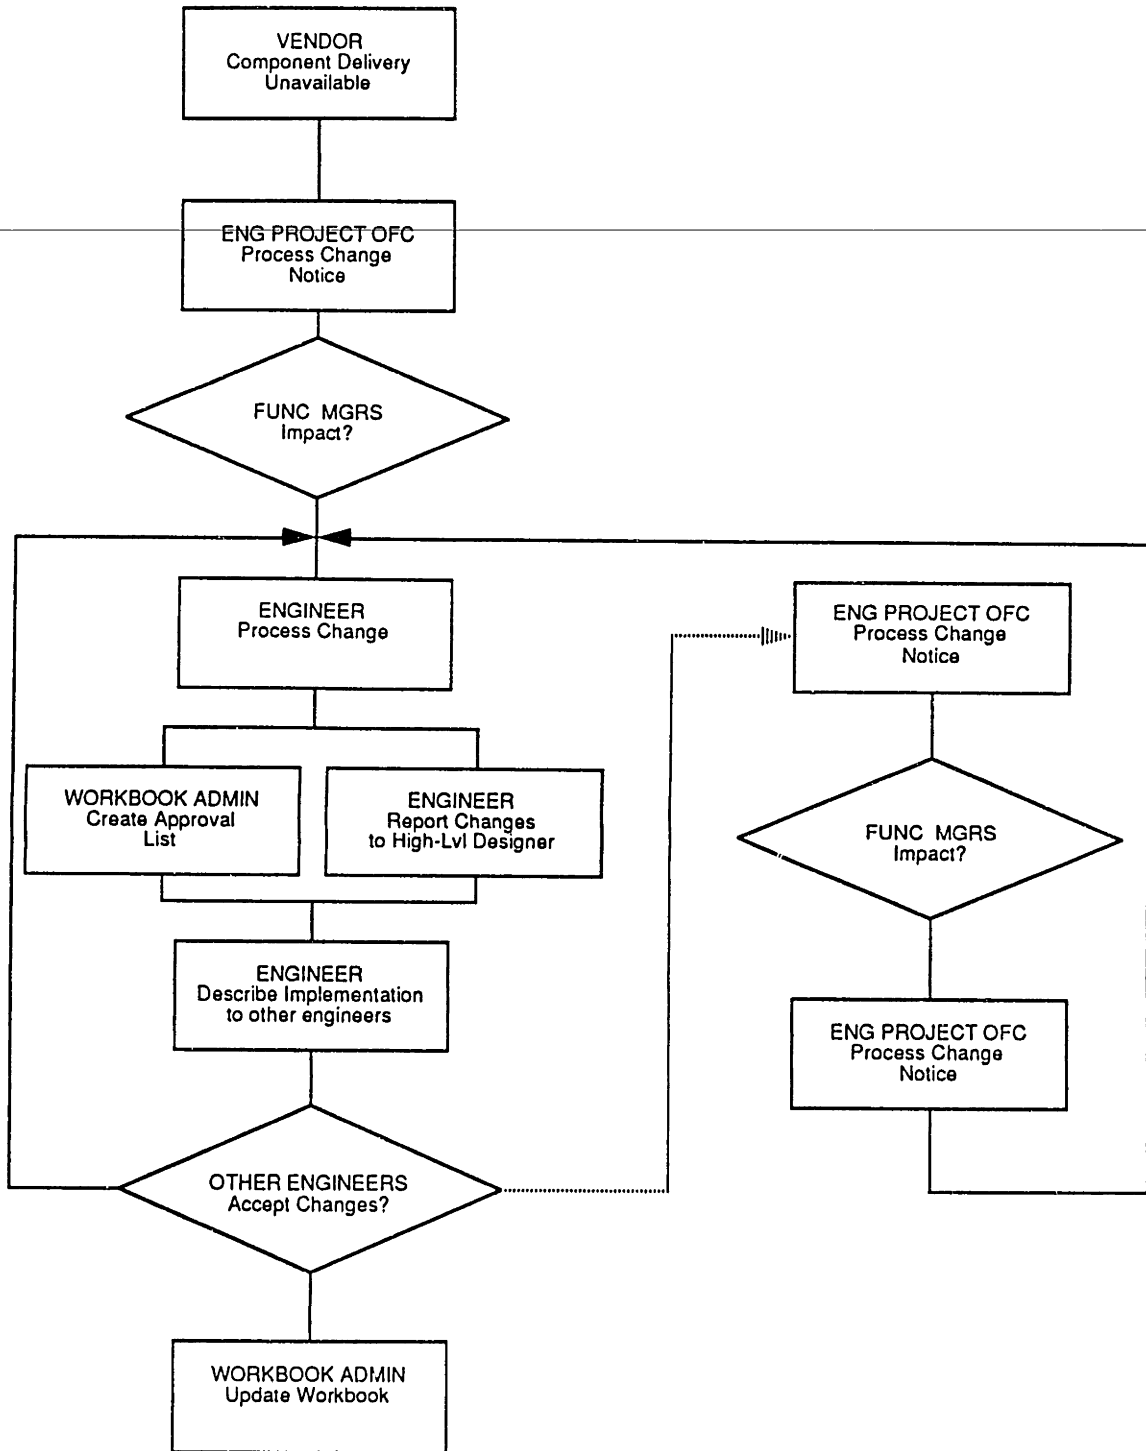 VENDOR
Component Delivery
Unavailable
ENG PROJECT OFC
Process Change
Notice
FUNC MGRS
Impact?
ENGINEER
Process Change
WORKBOOK ADMIN
Create Approval
List
ENGINEER
Report Changes
to High-Lvl Designer
ENGINEER
Describe Implementation
to other engineers
OTHER ENGINEERS
Accept Changes?
WORKBOOK ADMIN
Update Workbook
ENG PROJECT OFC
Process Change
Notice
FUNC MGRS
Impact?
ENG PROJECT OFC
Process Change
Notice